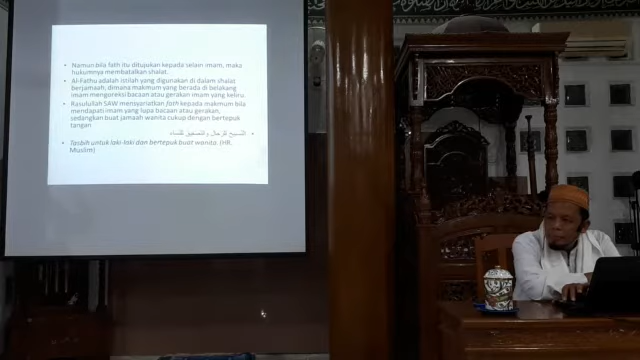 Namun bila fath itu ditujukan kepada selain imam, maka
hukumnya membatalkan shalat.
Al-Fathu adalah istilah yang digunakan di dalam shalat
berjamaah, dimana makmum yang berada di belakang
imam mengoreksi bacaan atau gerakan imam yang keliru.
Rasulullah SAW mensyariatkan fath kepada makmum bila
mendapati imam yang lupa bacaan atau gerakan,
sedangkan buat jamaah wanita cukup dengan bertepuk
tangan
التسبيح للرجال والتصفيق للنساء
Tasbih untuk laki-laki dan bertepuk buat wanita. (HR.
Muslim)